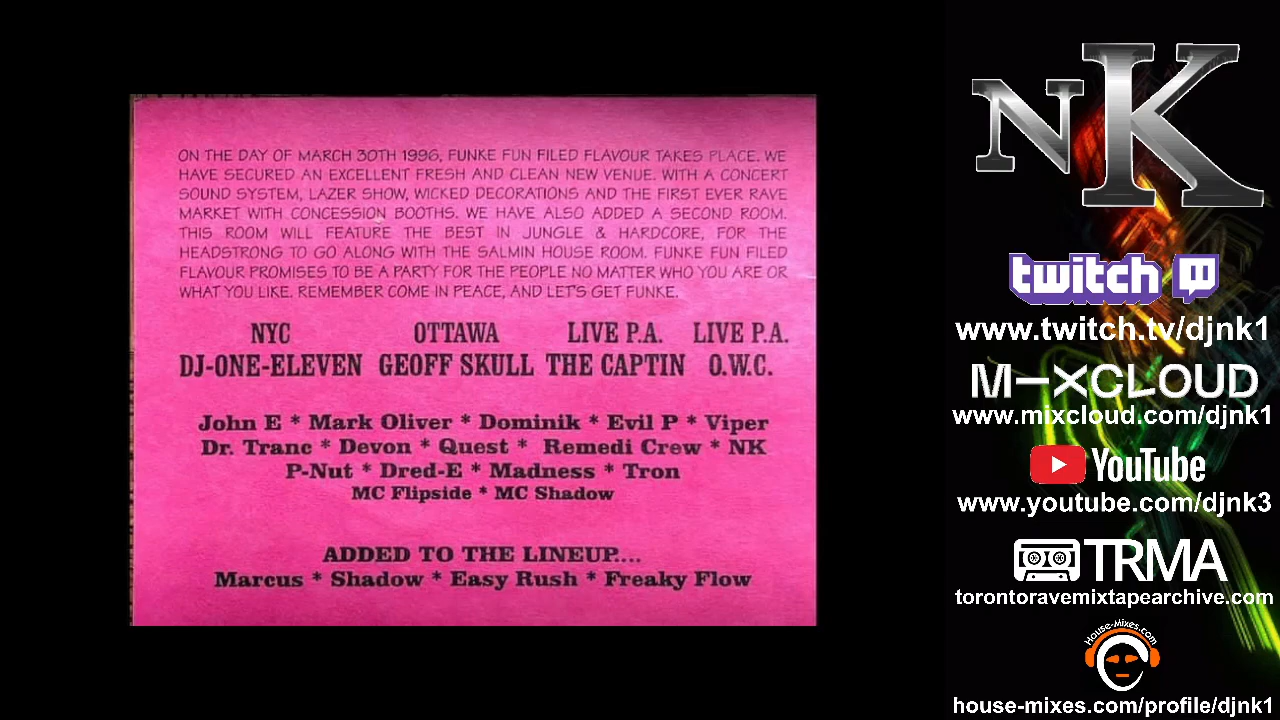 ON THE DAY OF MARCH 30TH 1996, FUNKE FUN FILED FLAVOUR TAKES PLACE. WE
HAVE SECURED AN EXCELLENT FRESH AND CLEAN NEW VENUE. WITH A CONCERT
SOUND SYSTEM, LAZER SHOW, WICKED DECORATIONS AND THE FIRST EVER RAVE
MARKET WITH CONCESSION BOOTHS. WE HAVE ALSO ADDED A SECOND ROOM.
THIS ROOM WILL FEATURE THE BEST IN JUNGLE & HARDCORE, FOR THE
HEADSTRONG TO GO ALONG WITH THE SALMIN HOUSE ROOM. FUNKE FUN FILED
FLAVOUR PROMISES TO BE A PARTY FOR THE PEOPLE NO MATTER WHO YOU ARE OR
WHAT YOU LIKE. REMEMBER COME IN PEACE, AND LET'S GET FUNKE.
NYC OTTAWA LIVE P.A. LIVE P.A.
DJ-ONE-ELEVEN GEOFF SKULL THE CAPTIN O.W.C.
John E * Mark Oliver * Dominik * Evil P * Viper
Dr. Tranc * Devon * Quest * Remedi Crew * NK
P-Nut * Dred-E * Madness * Tron
MC Flipside * MC Shadow
ADDED TO THE LINEUP....
Marcus * Shadow * Easy Rush * Freaky Flow
NK
twitch
www.twitch.tv/djnk1
M-XCLOUD
www.mixcloud.com/djnk1
YouTube
www.youtube.com/djnk3
TRMA
torontoravemixtapearchive.com
House-Mixes.com
house-mixes.com/profile/djnk1